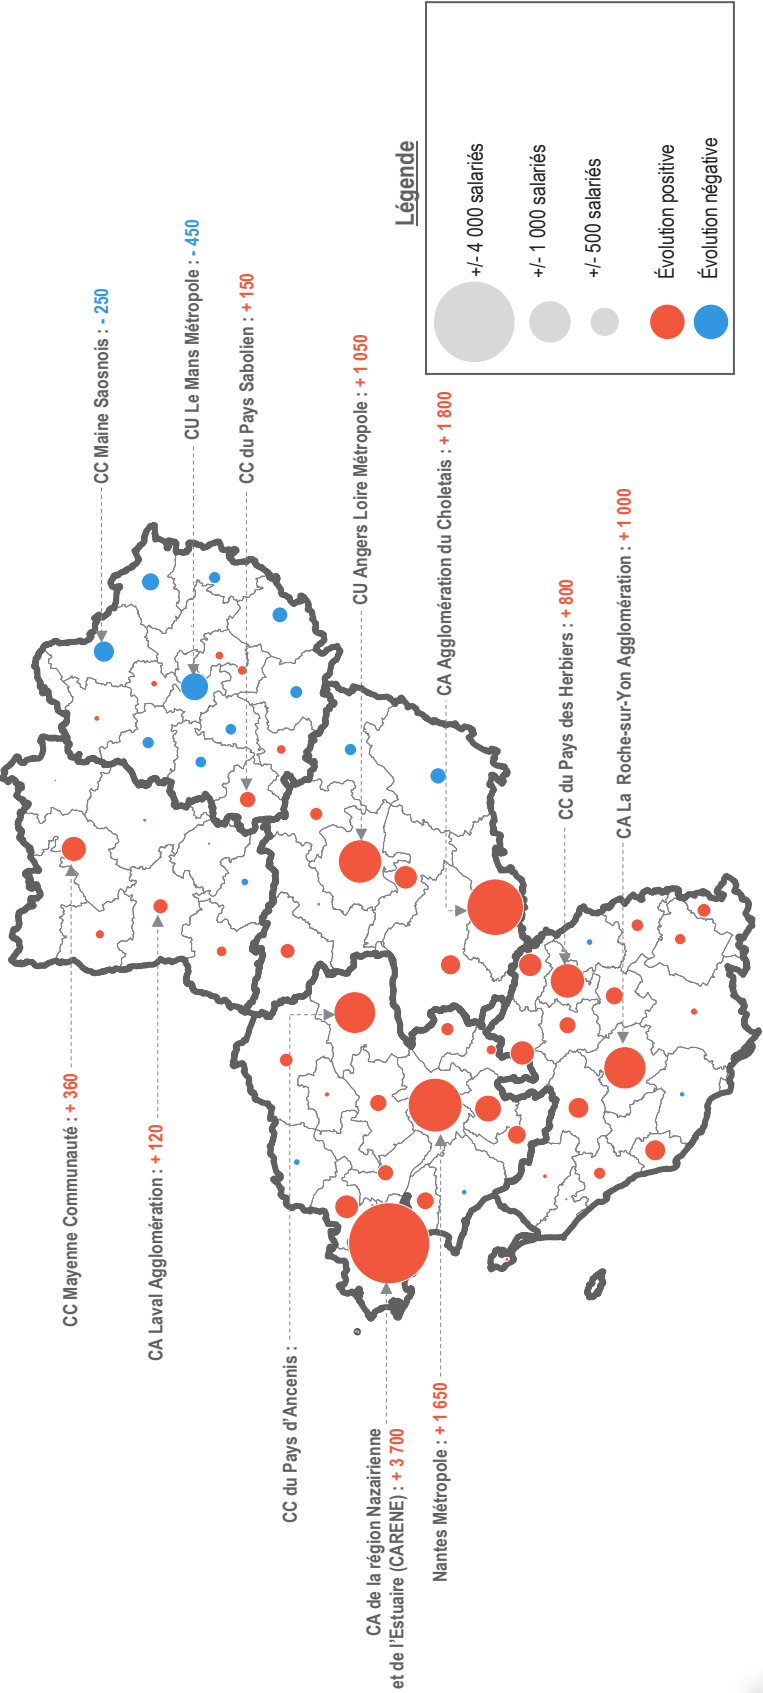 CC Mayenne Communauté : + 360
CA Laval Agglomération : + 120
CC du Pays d'Ancenis :
CA de la région Nazairienne
et de l'Estuaire (CARENE) : + 3 700
Nantes Métropole : + 1 650
CC Maine Saosnois : - 250
CU Le Mans Métropole : - 450
CC du Pays Sabolien : + 150
CU Angers Loire Métropole : + 1 050
CA Agglomération du Choletais : + 1 800
CC du Pays des Herbiers : + 800
CA La Roche-sur-Yon Agglomération : + 1 000
Légende
+/- 4 000 salariés
+/- 1 000 salariés
+/- 500 salariés
Évolution positive
Évolution négative